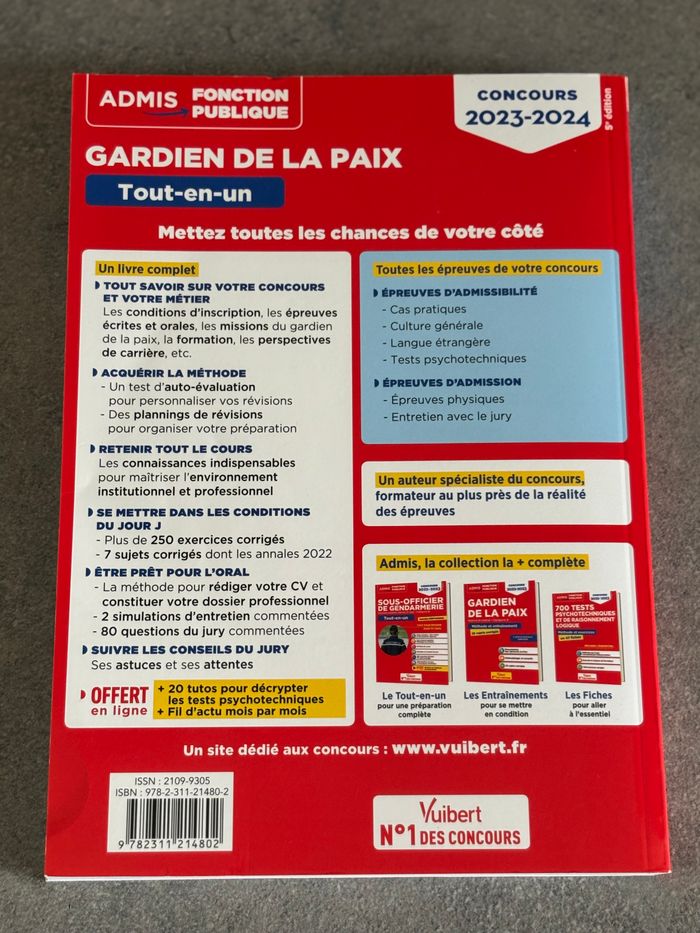 ADMIS
FONCTION
PUBLIQUE
CONCOURS
2023-2024
5e édition
GARDIEN DE LA PAIX
Tout-en-un
Mettez toutes les chances de votre côté
Un livre complet
TOUT SAVOIR SUR VOTRE CONCOURS
ET VOTRE MÉTIER
Les conditions d'inscription, les épreuves
écrites et orales, les missions du gardien
de la paix, la formation, les perspectives
de carrière, etc.
ACQUÉRIR LA MÉTHODE
- Un test d'auto-évaluation
pour personnaliser vos révisions
- Des plannings de révisions
pour organiser votre préparation
RETENIR TOUT LE COURS
Les connaissances indispensables
pour maîtriser l'environnement
institutionnel et professionnel
SE METTRE DANS LES CONDITIONS
DU JOUR J
- Plus de 250 exercices corrigés
- 7 sujets corrigés dont les annales 2022
ÊTRE PRÊT POUR L'ORAL
- La méthode pour rédiger votre CV et
constituer votre dossier professionnel
- 2 simulations d'entretien commentées
- 80 questions du jury commentées
SUIVRE LES CONSEILS DU JURY
Ses astuces et ses attentes
OFFERT
en ligne
+ 20 tutos pour décrypter
les tests psychotechniques
+ Fil d'actu mois par mois
Toutes les épreuves de votre concours
ÉPREUVES D'ADMISSIBILITÉ
- Cas pratiques
- Culture générale
- Langue étrangère
- Tests psychotechniques
ÉPREUVES D'ADMISSION
- Épreuves physiques
- Entretien avec le jury
Un auteur spécialiste du concours,
formateur au plus près de la réalité
des épreuves
Admis, la collection la + complète
SOUS-OFFICIER
DE GENDARMERIE
Tout-en-un
GARDIEN
DE LA PAIX
Méthode et entraînement
700 TESTS
PSYCHOTECHNIQUES
ET DE RAISONNEMENT
LOGIQUE
Le Tout-en-un
pour une préparation
complète
Les Entraînements
pour se mettre
en condition
Les Fiches
pour aller
à l'essentiel
Un site dédié aux concours : www.vuibert.fr
ISSN : 2109-9305
ISBN : 978-2-311-21480-2
9 782311 214802
Vuibert
N°1 DES CONCOURS